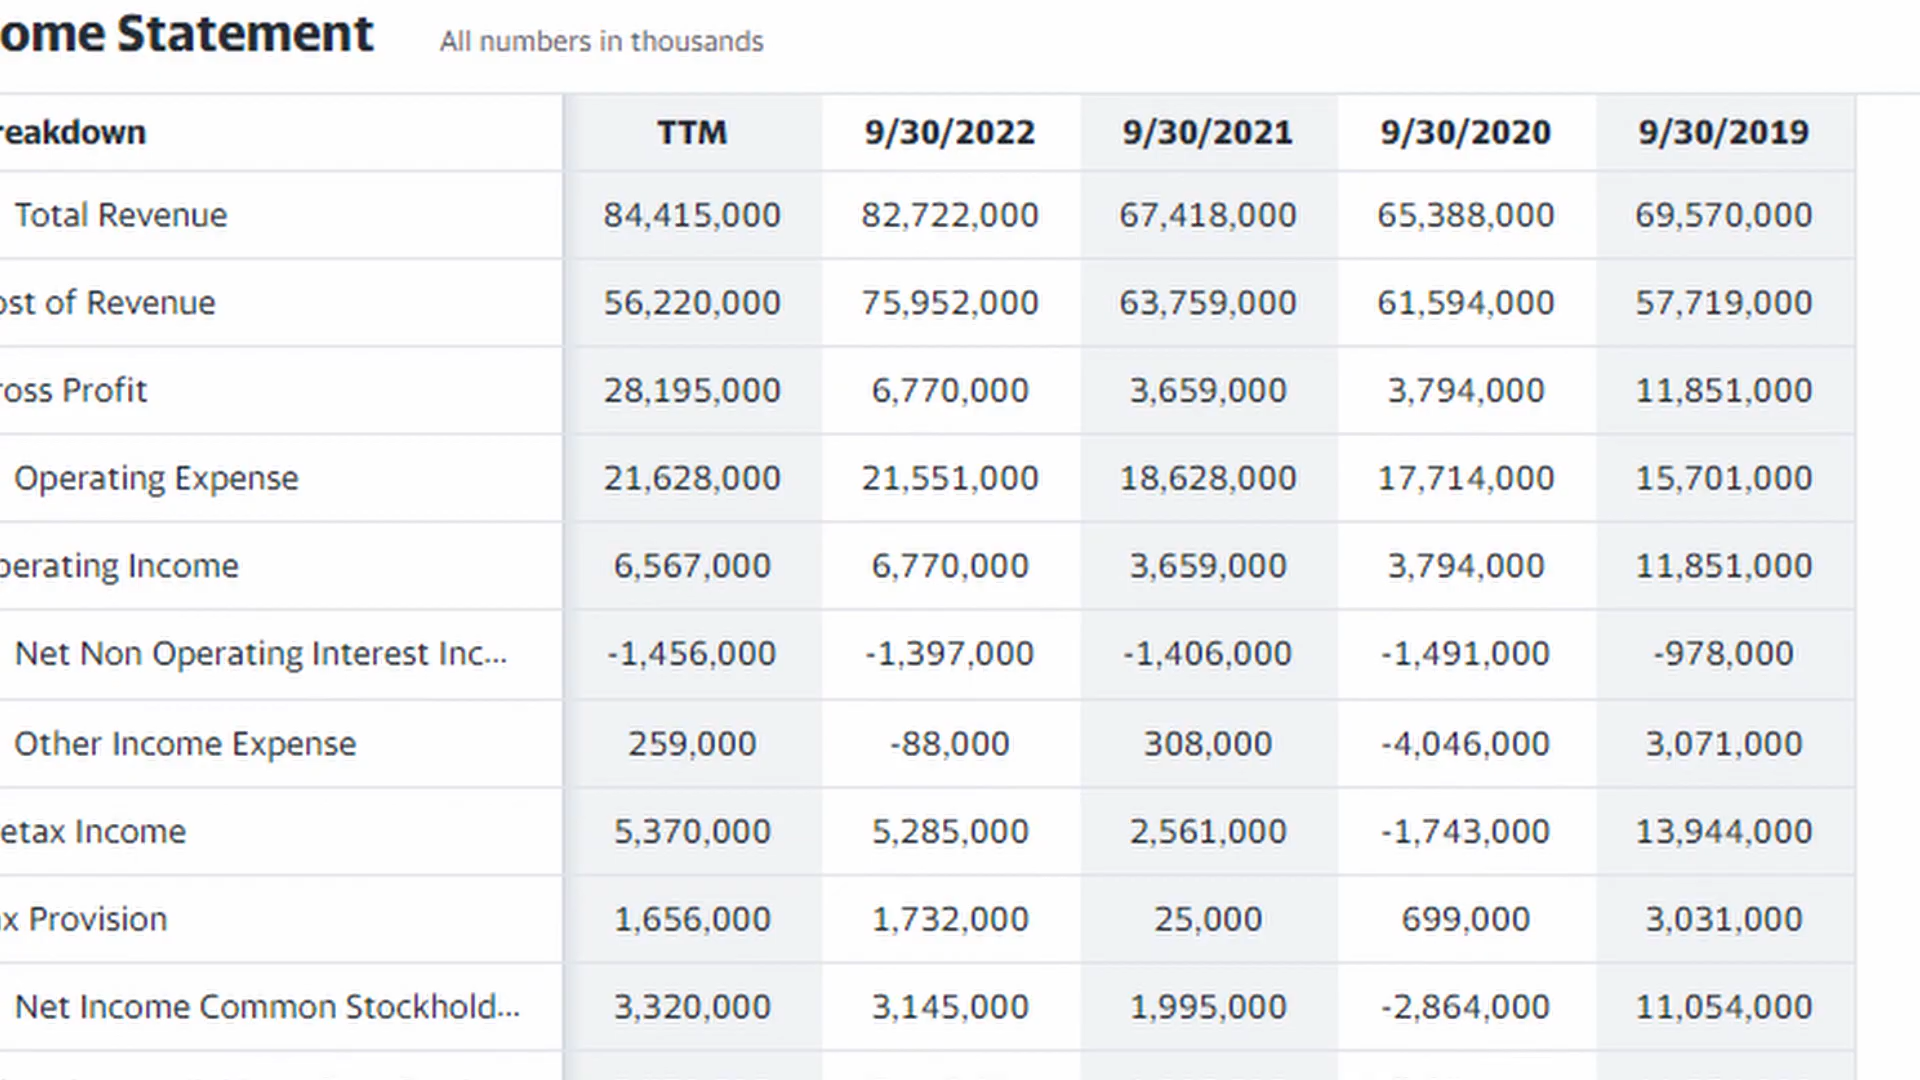 ome Statement All numbers in thousands
reakdown TTM 9/30/2022 9/30/2021 9/30/2020 9/30/2019
Total Revenue 84,415,000 82,722,000 67,418,000 65,388,000 69,570,000
ost of Revenue 56,220,000 75,952,000 63,759,000 61,594,000 57,719,000
ross Profit 28,195,000 6,770,000 3,659,000 3,794,000 11,851,000
Operating Expense 21,628,000 21,551,000 18,628,000 17,714,000 15,701,000
perating Income 6,567,000 6,770,000 3,659,000 3,794,000 11,851,000
Net Non Operating Interest Inc... -1,456,000 -1,397,000 -1,406,000 -1,491,000 -978,000
Other Income Expense 259,000 -88,000 308,000 -4,046,000 3,071,000
etax Income 5,370,000 5,285,000 2,561,000 -1,743,000 13,944,000
ax Provision 1,656,000 1,732,000 25,000 699,000 3,031,000
Net Income Common Stockhold... 3,320,000 3,145,000 1,995,000 -2,864,000 11,054,000